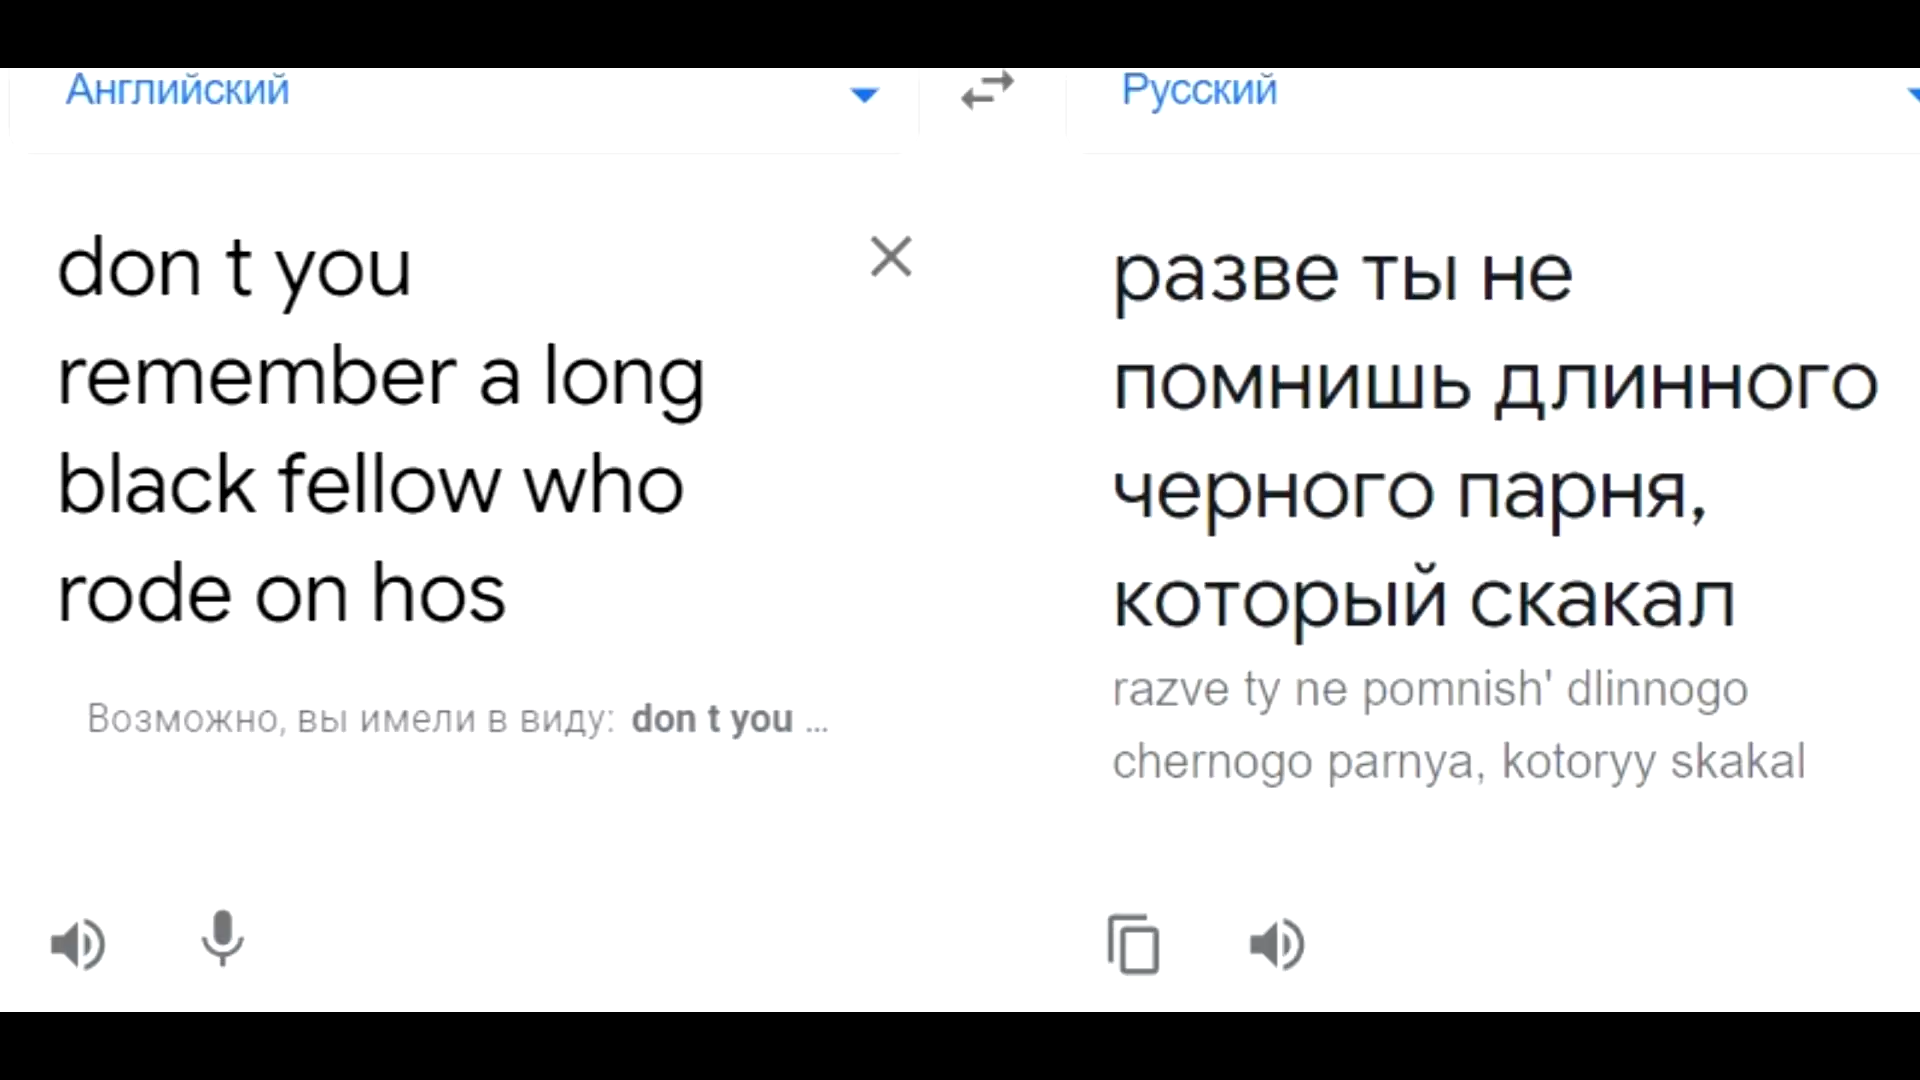 Английский
Русский
don t you
remember a long
black fellow who
rode on hos
Возможно, вы имели в виду: don t you ...
разве ты не
помнишь длинного
черного парня,
который скакал
razve ty ne pomnish' dlinnogo
chernogo parnya, kotoryy skakal